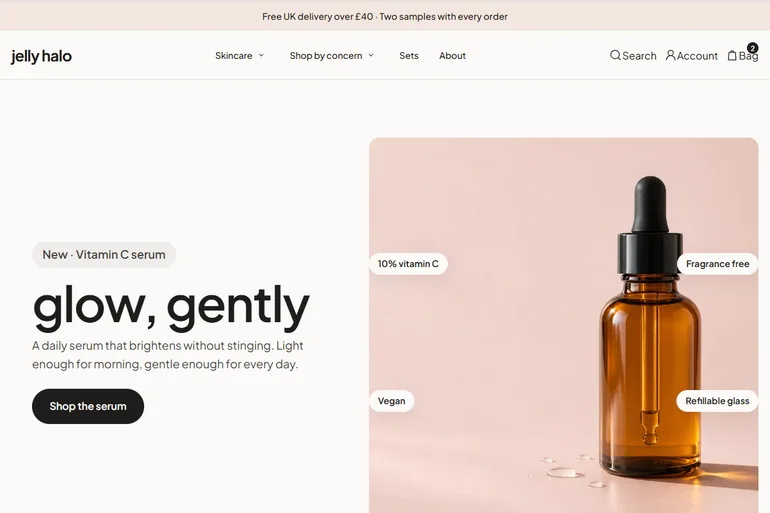 Free UK delivery over £40 · Two samples with every order
jelly halo
Skincare
Shop by concern
Sets
About
Search
Account
Bag
2
New · Vitamin C serum
glow, gently
A daily serum that brightens without stinging. Light
enough for morning, gentle enough for every day.
Shop the serum
10% vitamin C
Fragrance free
Vegan
Refillable glass